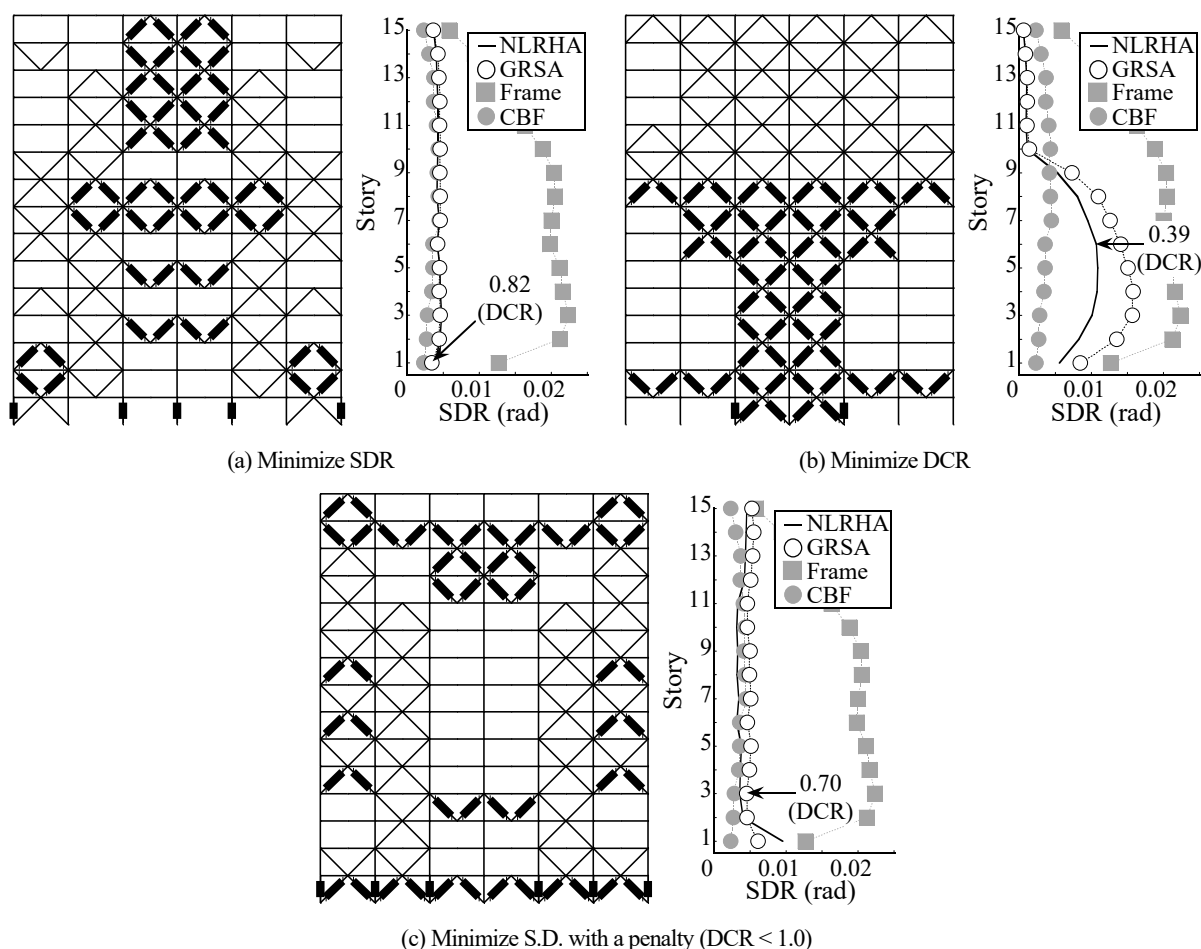 15
13
11
9
7
5
3
1
Story
NLRHA
GRSA
Frame
CBF
0.82
(DCR)
0 0.01 0.02
SDR (rad)
(a) Minimize SDR
15
13
11
9
7
5
3
1
Story
NLRHA
GRSA
Frame
CBF
0.39
(DCR)
0 0.01 0.02
SDR (rad)
(b) Minimize DCR
15
13
11
9
7
5
3
1
Story
NLRHA
GRSA
Frame
CBF
0.70
(DCR)
0 0.01 0.02
SDR (rad)
(c) Minimize S.D. with a penalty (DCR < 1.0)